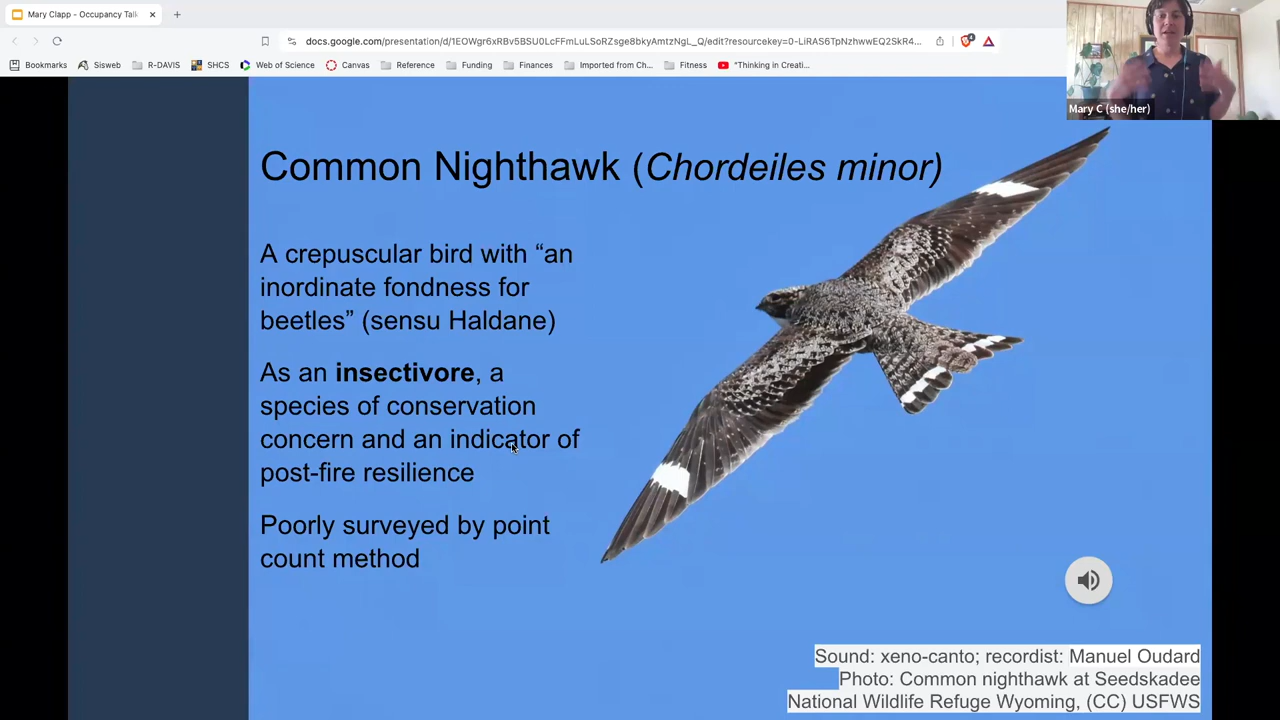 Mary Clapp - Occupancy Tal
docs.google.com/presentation/d/1EOWgr6xRBv5BSU0LcFFmLuLSoRZsge8bkyAmtzNgL_Q/edit?resourcekey=0-LiRAS6TpNzhwwEQ2SkR4...
4
Bookmarks Sisweb R-DAVIS SHCS Web of Science Canvas Reference Funding Finances Imported from Ch... Fitness "Thinking in Creati...
Mary C (she/her)
Common Nighthawk (Chordeiles minor)
A crepuscular bird with “an
inordinate fondness for
beetles” (sensu Haldane)
As an insectivore, a
species of conservation
concern and an indicator of
post-fire resilience
Poorly surveyed by point
count method
Sound: xeno-canto; recordist: Manuel Oudard
Photo: Common nighthawk at Seedskadee
National Wildlife Refuge Wyoming, (CC) USFWS